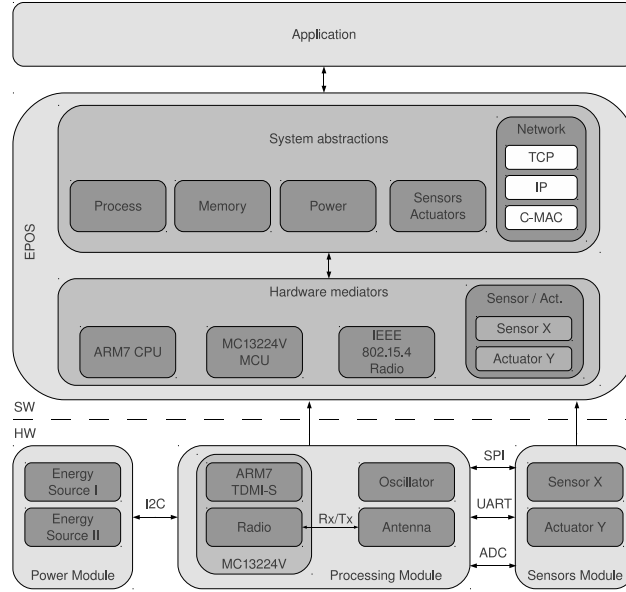 Application
System abstractions
Network
TCP
IP
C-MAC
Process
Memory
Power
Sensors
Actuators
EPOS
Hardware mediators
Sensor / Act.
Sensor X
Actuator Y
ARM7 CPU
MC13224V
MCU
IEEE
802.15.4
Radio
SW
HW
Energy
Source I
Energy
Source II
Power Module
I2C
ARM7
TDMI-S
Radio
MC13224V
Rx/Tx
Oscillator
Antenna
Processing Module
SPI
UART
ADC
Sensor X
Actuator Y
Sensors Module